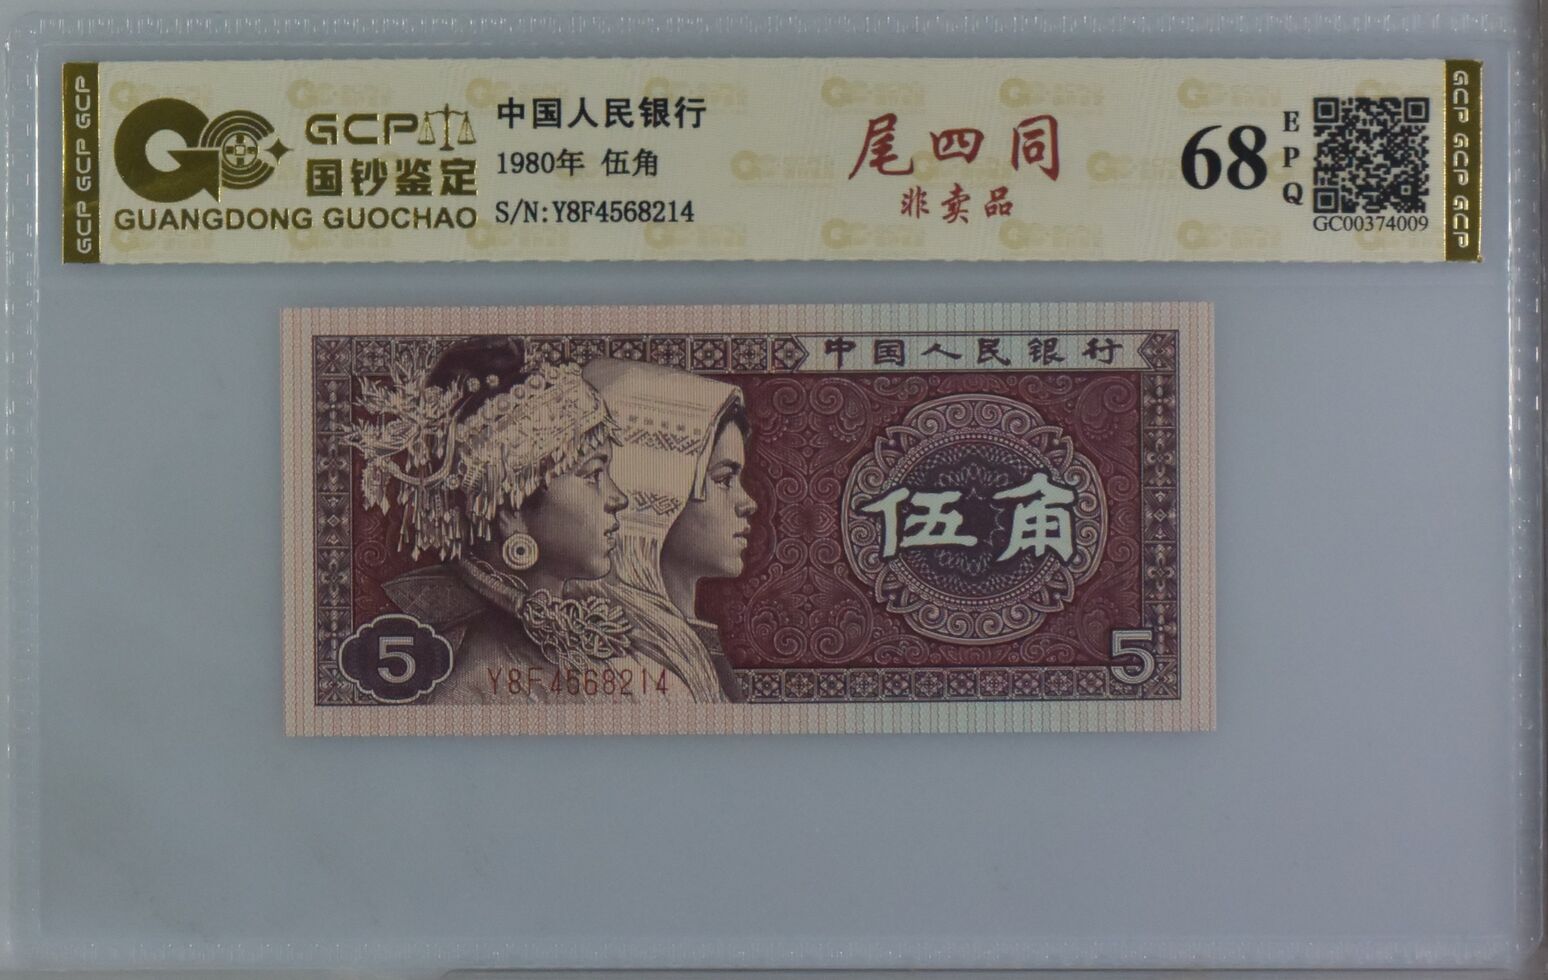 GCP GCP GCP
GCP
国钞鉴定
GUANGDONG GUOCHAO
中国人民银行
1980年 伍角
S/N:Y8F4568214
尾四同
非卖品
68
EPQ
GC00374009
GCP GCP GCP
中国人民银行
伍角
5
5
Y8F4568214